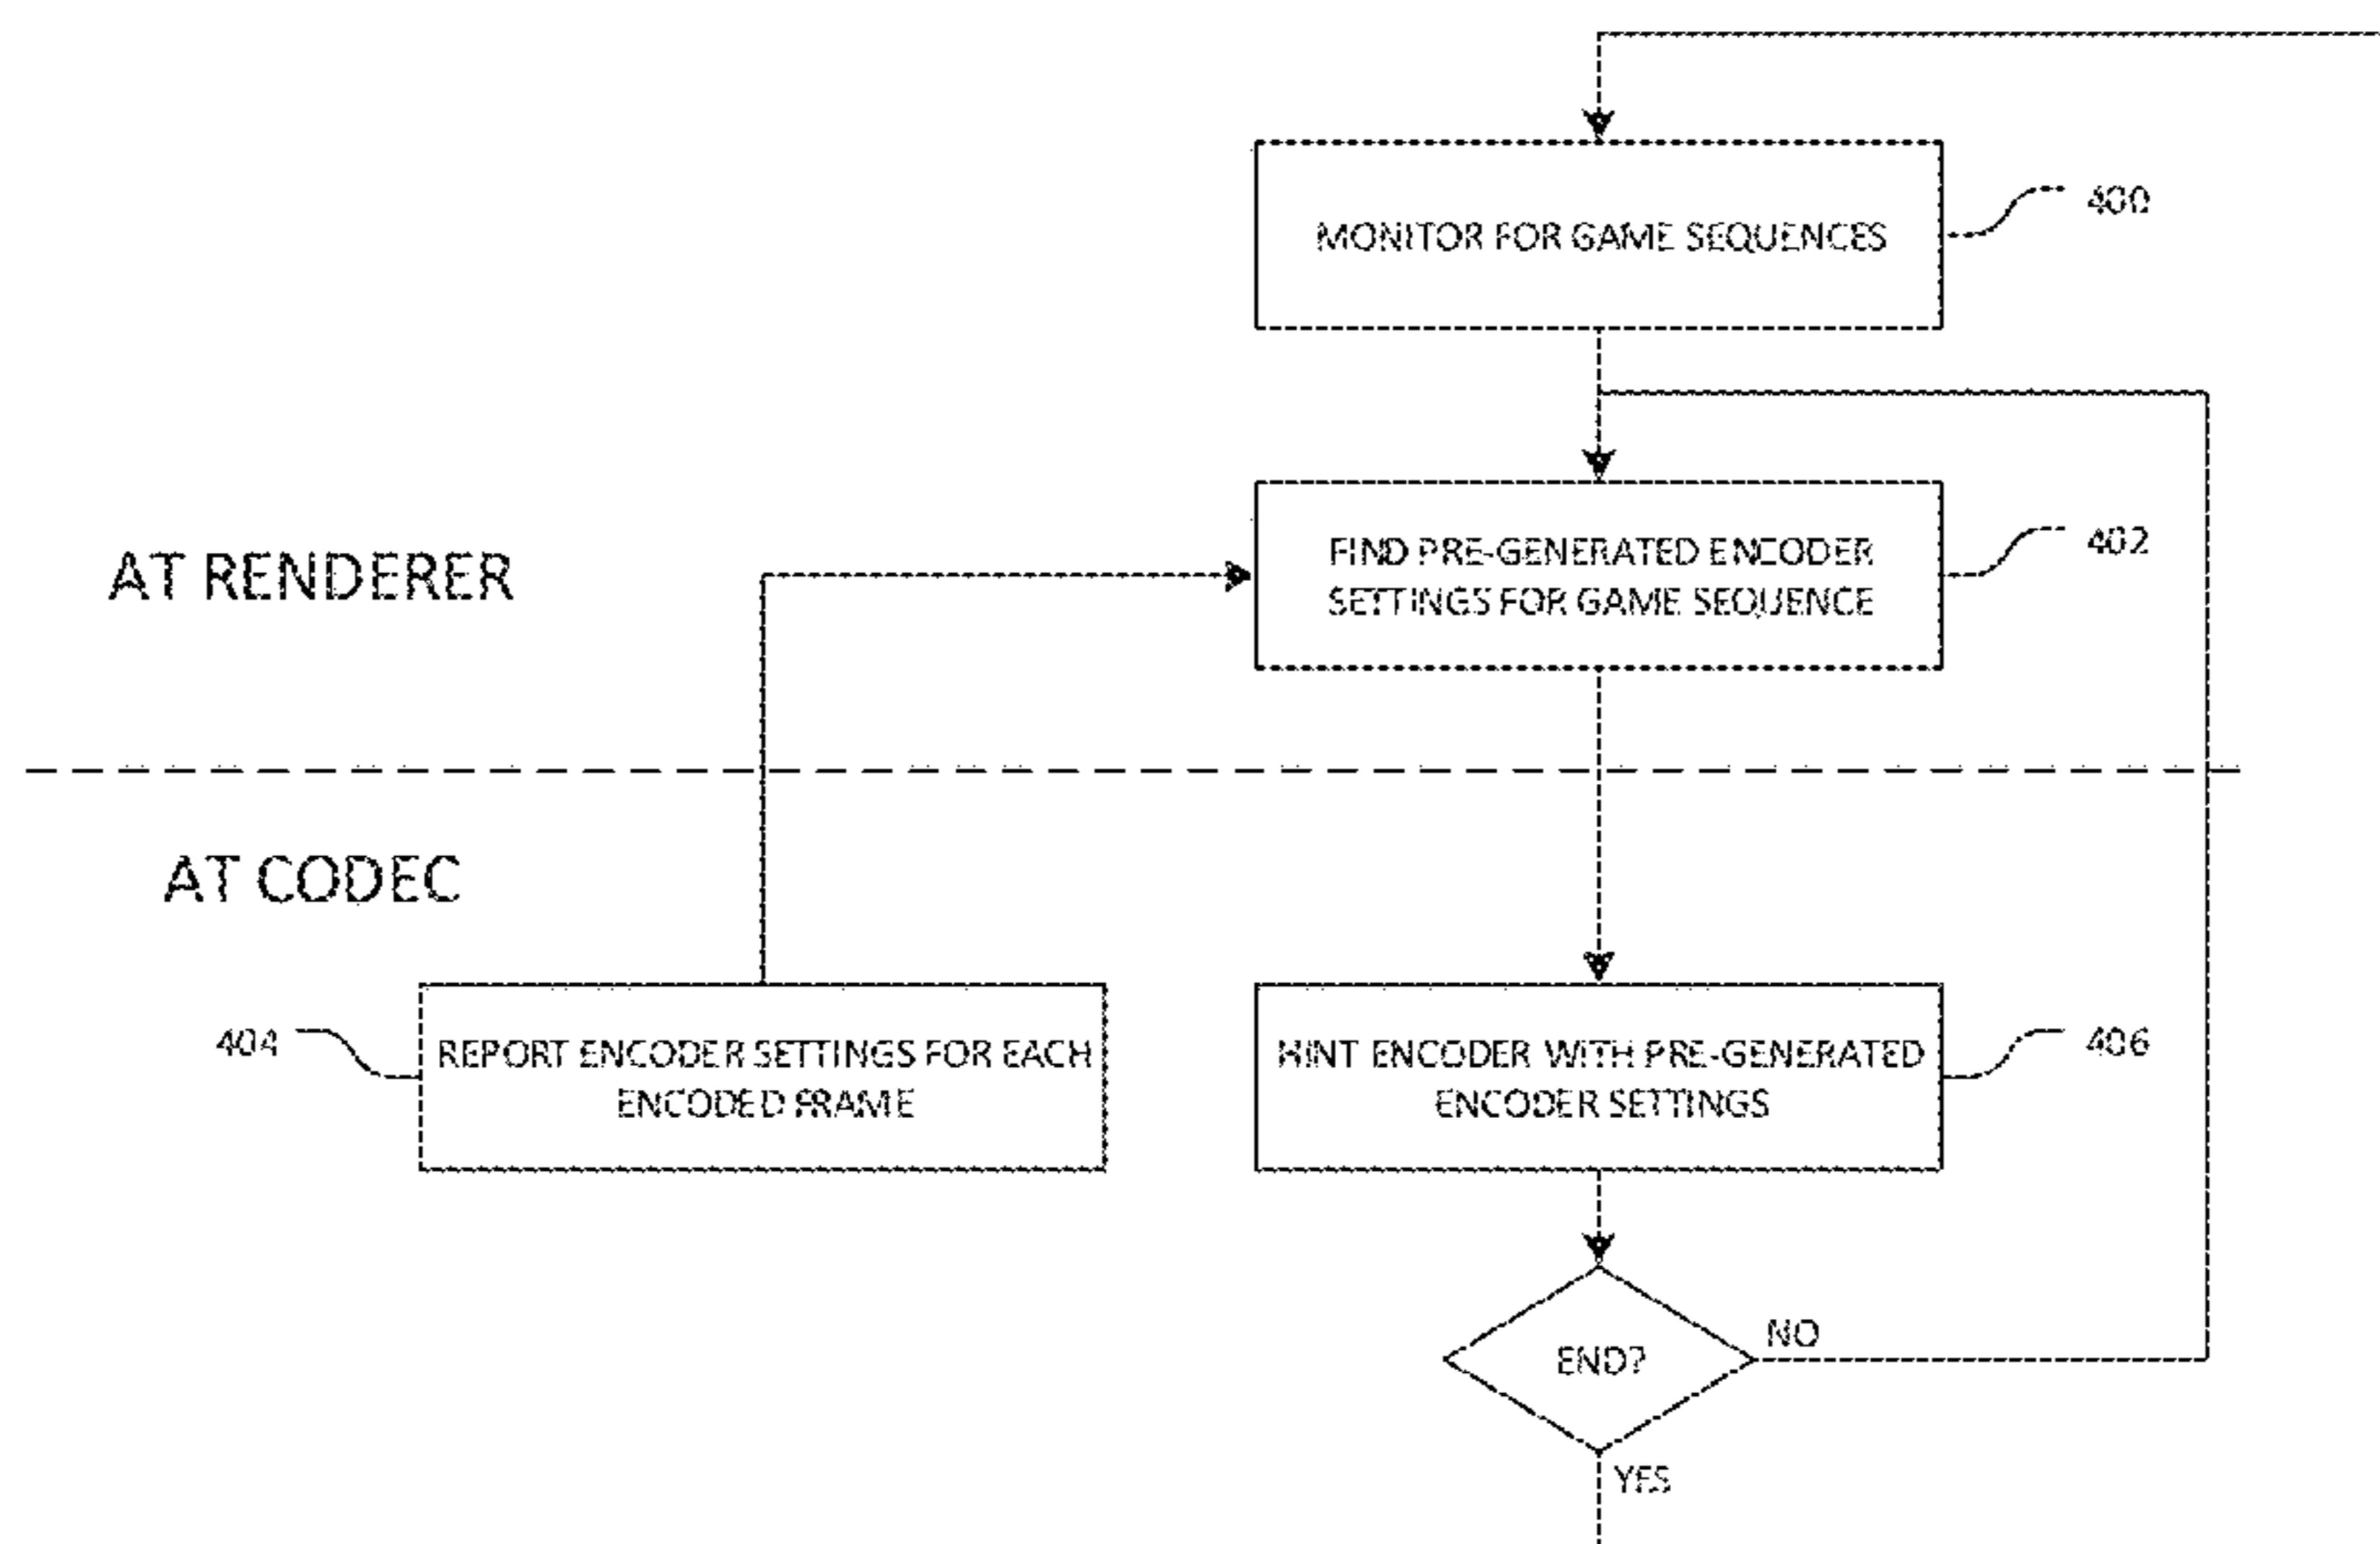 MONITOR FOR GAME SEQUENCES
400
FIND PRE-GENERATED ENCODER
SETTINGS FOR GAME SEQUENCE
402
AT RENDERER
AT CODEC
404
REPORT ENCODER SETTINGS FOR EACH
ENCODED FRAME
HINT ENCODER WITH PRE-GENERATED
ENCODER SETTINGS
406
END?
NO
YES